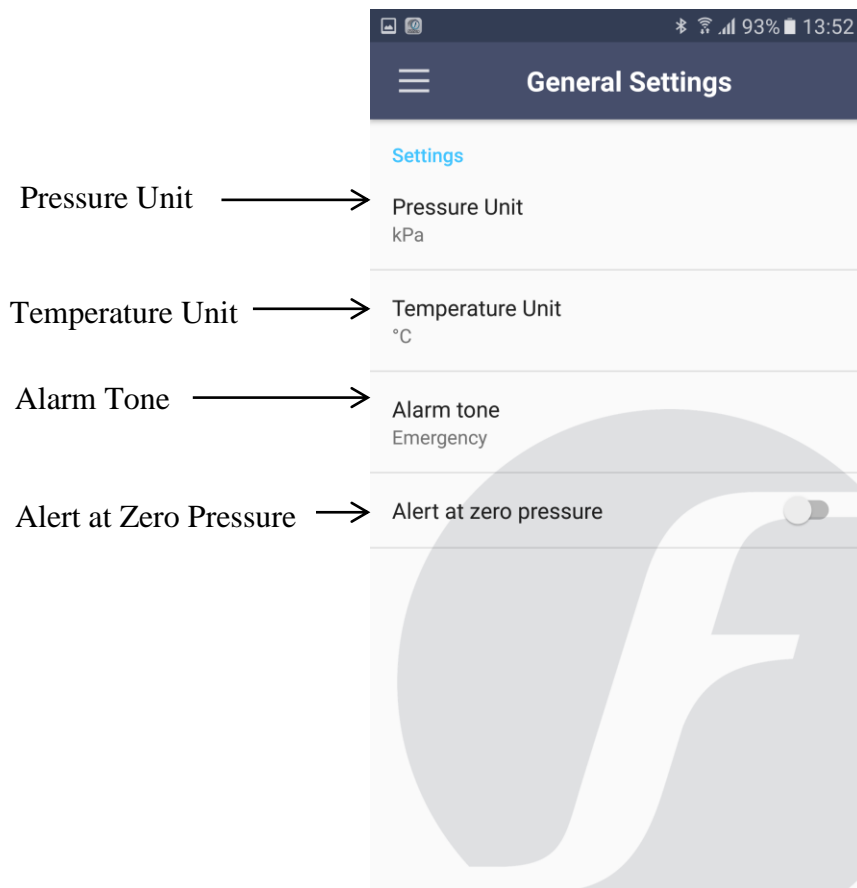 93% 13:52
General Settings
Settings
Pressure Unit
Pressure Unit
kPa
Temperature Unit
Temperature Unit
°C
Alarm Tone
Alarm tone
Emergency
Alert at Zero Pressure
Alert at zero pressure
f